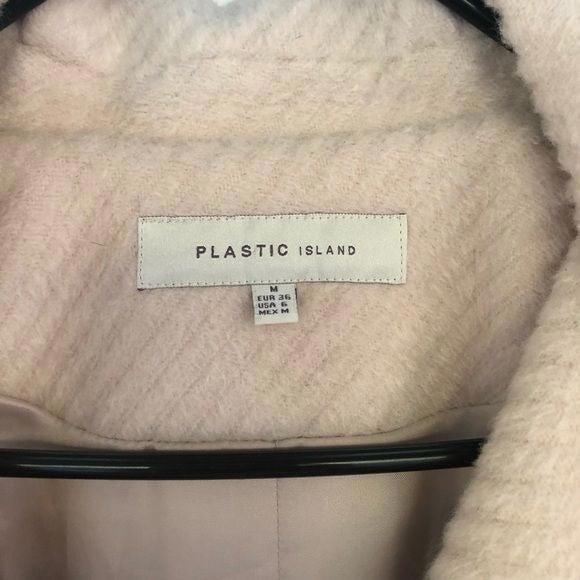 PLASTIC ISLAND
M
EUR 36
USA 6
MEX M